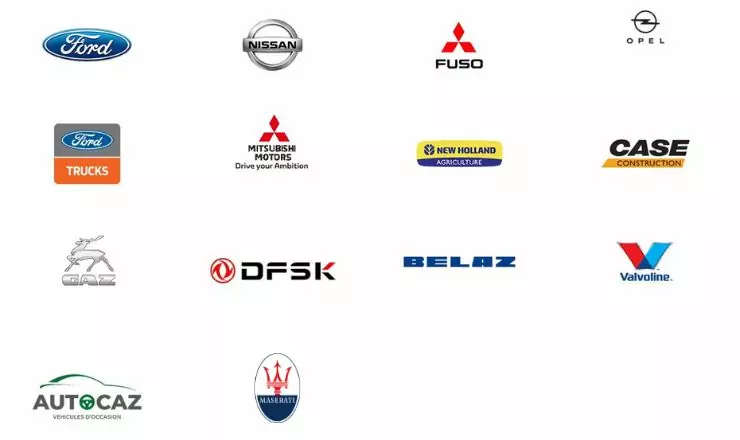 Ford
NISSAN
FUSO
OPEL
Ford
TRUCKS
MITSUBISHI
MOTORS
Drive your Ambition
NEW HOLLAND
AGRICULTURE
CASE
CONSTRUCTION
GAZ
DFSK
BELAZ
Valvoline
AUTOCAZ
VÉHICULES D'OCCASION
MASERATI